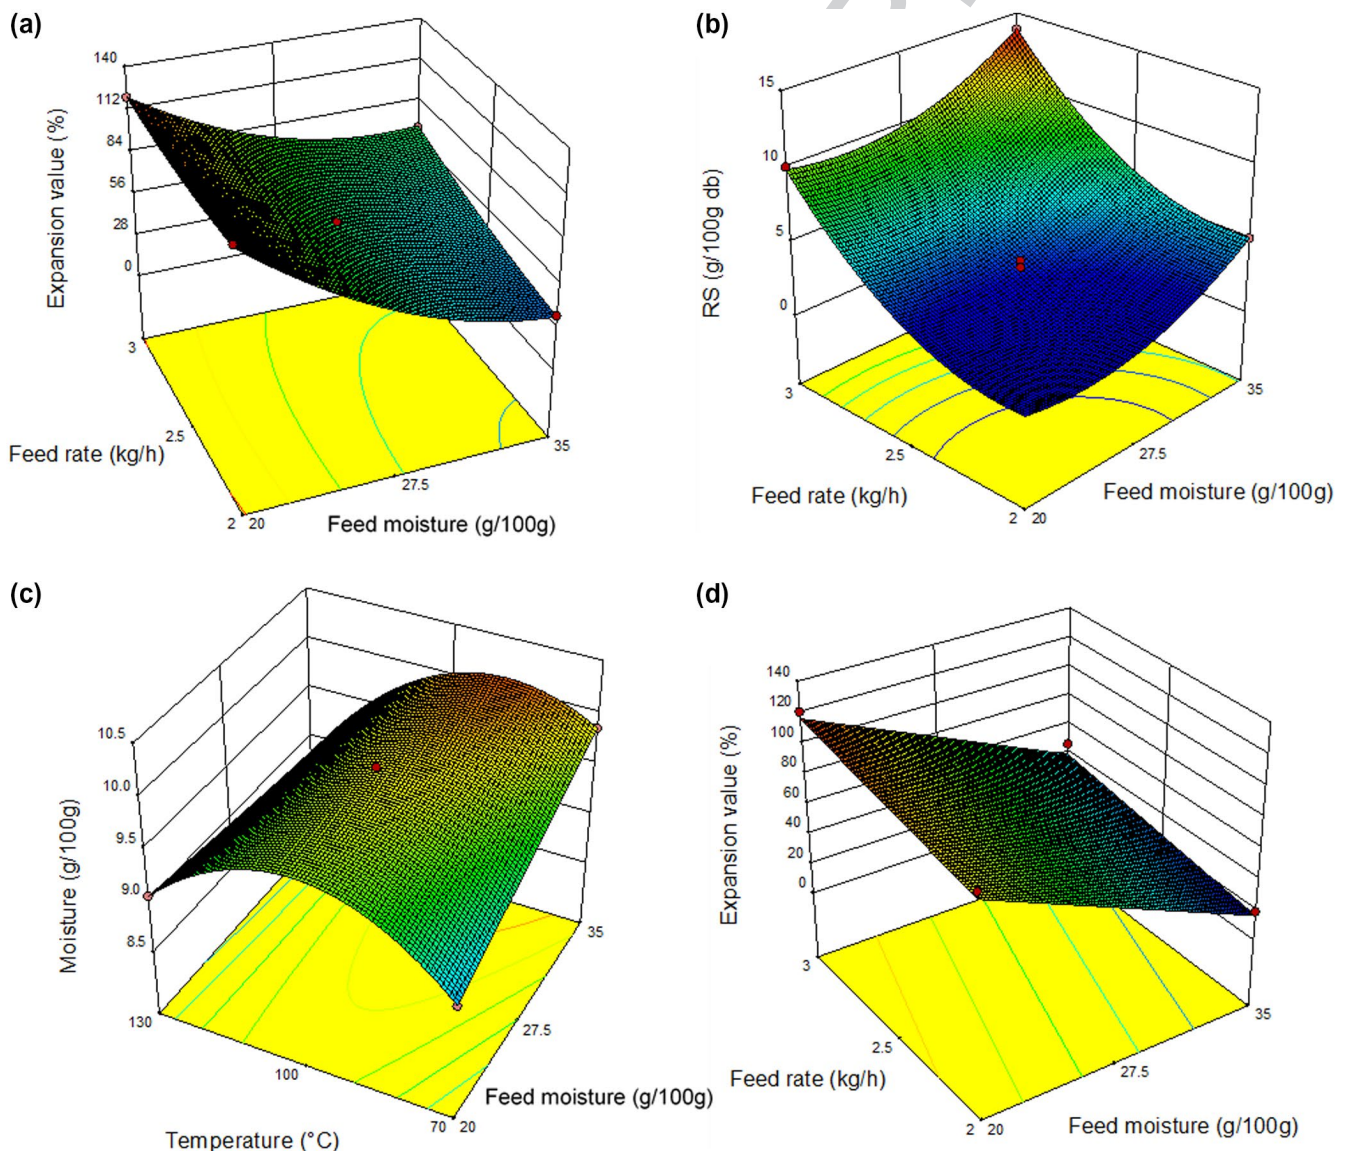 (a)
140
112
84
56
28
0
Expansion value (%)
3
2.5
2
Feed rate (kg/h)
20
27.5
35
Feed moisture (g/100g)
(b)
15
10
5
0
RS (g/100g db)
3
2.5
2
Feed rate (kg/h)
20
27.5
35
Feed moisture (g/100g)
(c)
10.5
10.0
9.5
9.0
8.5
Moisture (g/100g)
130
100
70
Temperature (°C)
20
27.5
35
Feed moisture (g/100g)
(d)
140
120
100
80
60
40
20
0
Expansion value (%)
3
2.5
2
Feed rate (kg/h)
20
27.5
35
Feed moisture (g/100g)